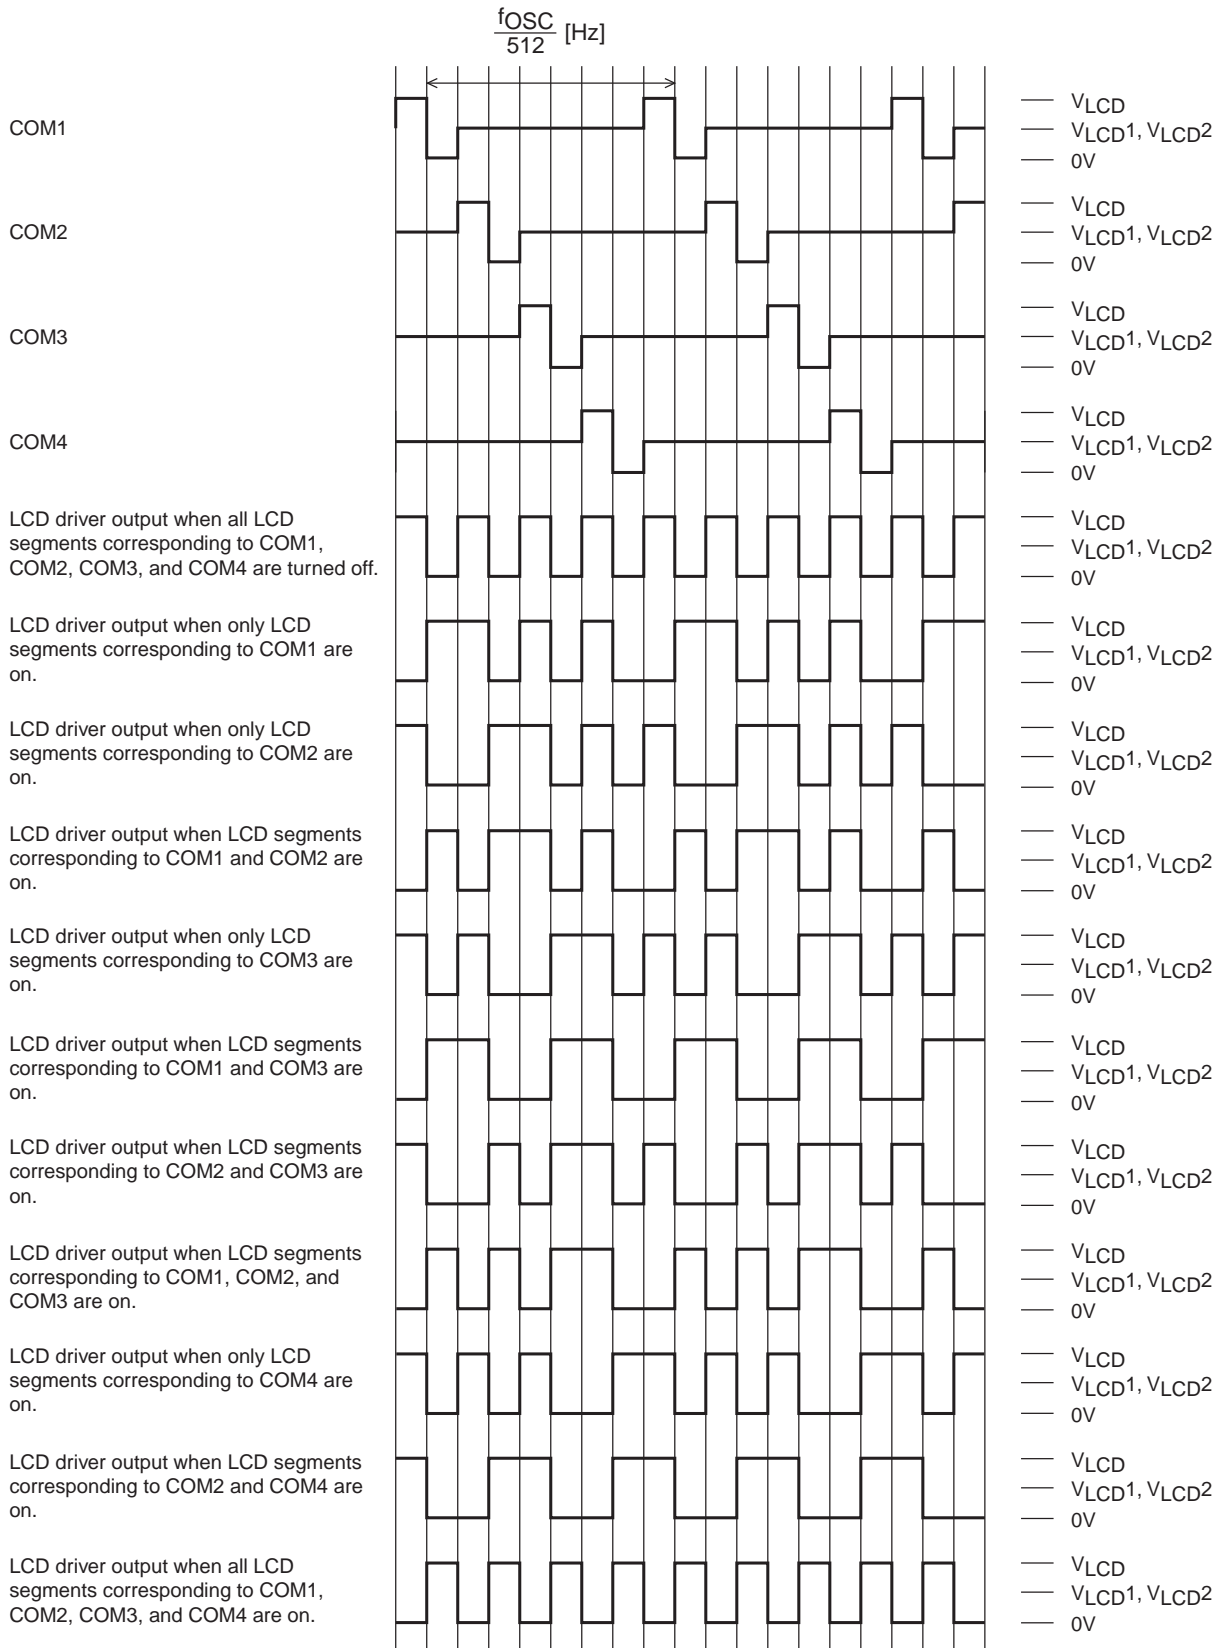 fOSC
512 [Hz]
COM1
VLCD
VLCD1, VLCD2
0V
COM2
VLCD
VLCD1, VLCD2
0V
COM3
VLCD
VLCD1, VLCD2
0V
COM4
VLCD
VLCD1, VLCD2
0V
LCD driver output when all LCD
segments corresponding to COM1,
COM2, COM3, and COM4 are turned off.
VLCD
VLCD1, VLCD2
0V
LCD driver output when only LCD
segments corresponding to COM1 are
on.
VLCD
VLCD1, VLCD2
0V
LCD driver output when only LCD
segments corresponding to COM2 are
on.
VLCD
VLCD1, VLCD2
0V
LCD driver output when LCD segments
corresponding to COM1 and COM2 are
on.
VLCD
VLCD1, VLCD2
0V
LCD driver output when only LCD
segments corresponding to COM3 are
on.
VLCD
VLCD1, VLCD2
0V
LCD driver output when LCD segments
corresponding to COM1 and COM3 are
on.
VLCD
VLCD1, VLCD2
0V
LCD driver output when LCD segments
corresponding to COM2 and COM3 are
on.
VLCD
VLCD1, VLCD2
0V
LCD driver output when LCD segments
corresponding to COM1, COM2, and
COM3 are on.
VLCD
VLCD1, VLCD2
0V
LCD driver output when only LCD
segments corresponding to COM4 are
on.
VLCD
VLCD1, VLCD2
0V
LCD driver output when LCD segments
corresponding to COM2 and COM4 are
on.
VLCD
VLCD1, VLCD2
0V
LCD driver output when all LCD
segments corresponding to COM1,
COM2, COM3, and COM4 are on.
VLCD
VLCD1, VLCD2
0V